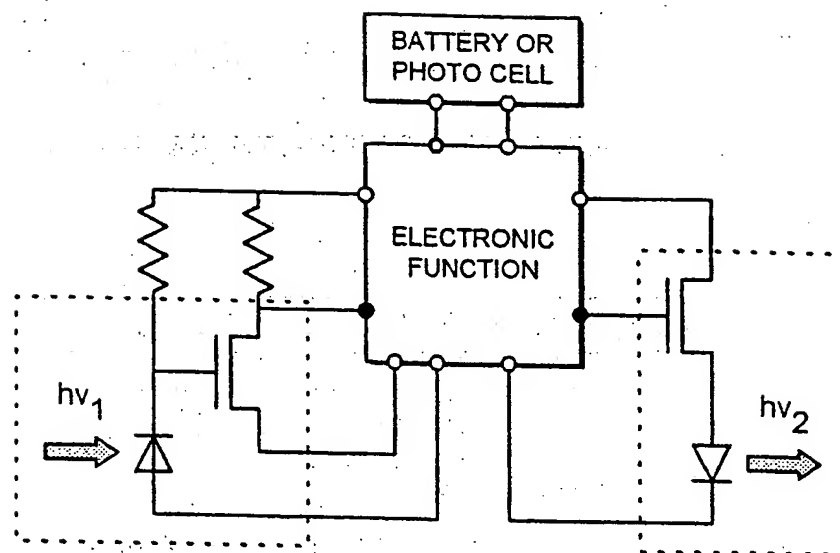 BATTERY OR
PHOTO CELL
ELECTRONIC
FUNCTION
hv1
hv2